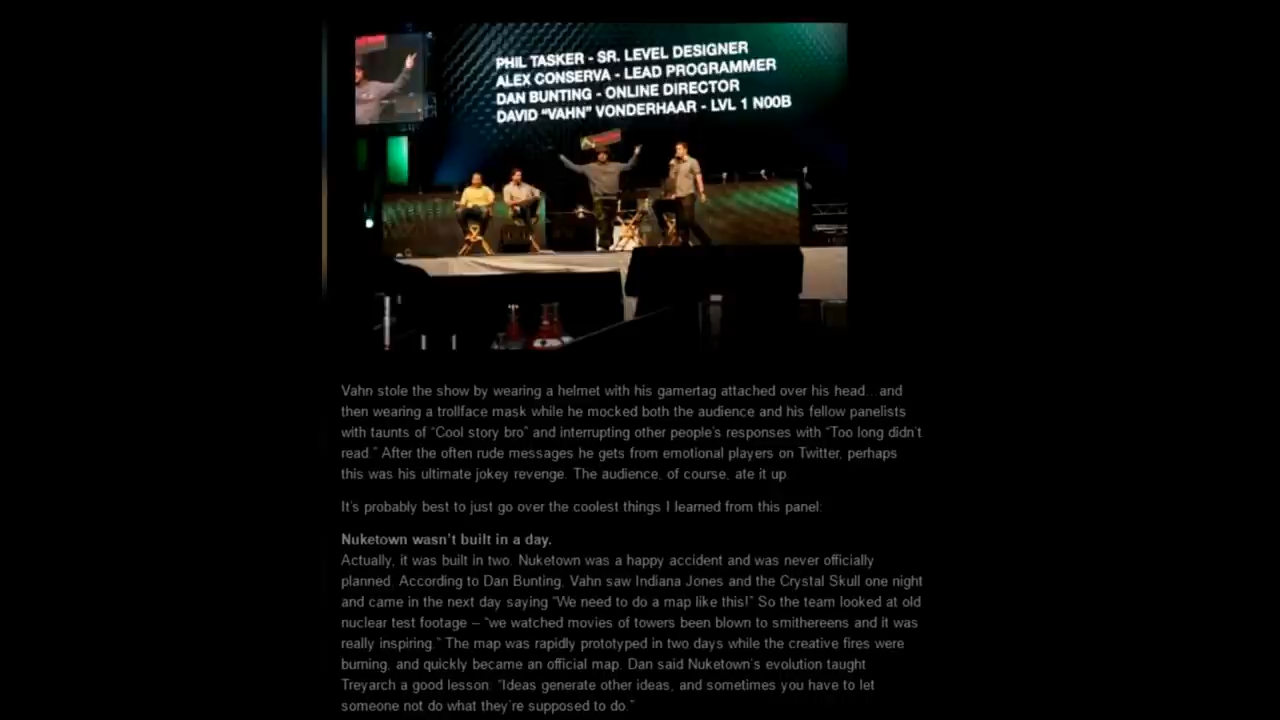 PHIL TASKER - SR. LEVEL DESIGNER
ALEX CONSERVA - LEAD PROGRAMMER
DAN BUNTING - ONLINE DIRECTOR
DAVID "VAHN" VONDERHAAR - LVL 1 N00B
Vahn stole the show by wearing a helmet with his gamertag attached over his head... and
then wearing a trollface mask while he mocked both the audience and his fellow panelists
with taunts of "Cool story bro" and interrupting other people's responses with "Too long didn't
read." After the often rude messages he gets from emotional players on Twitter, perhaps
this was his ultimate jokey revenge. The audience, of course, ate it up.
It's probably best to just go over the coolest things I learned from this panel:
Nuketown wasn't built in a day.
Actually, it was built in two. Nuketown was a happy accident and was never officially
planned. According to Dan Bunting, Vahn saw Indiana Jones and the Crystal Skull one night
and came in the next day saying "We need to do a map like this!" So the team looked at old
nuclear test footage – "we watched movies of towers been blown to smithereens and it was
really inspiring." The map was rapidly prototyped in two days while the creative fires were
burning, and quickly became an official map. Dan said Nuketown's evolution taught
Treyarch a good lesson: "Ideas generate other ideas, and sometimes you have to let
someone not do what they're supposed to do."